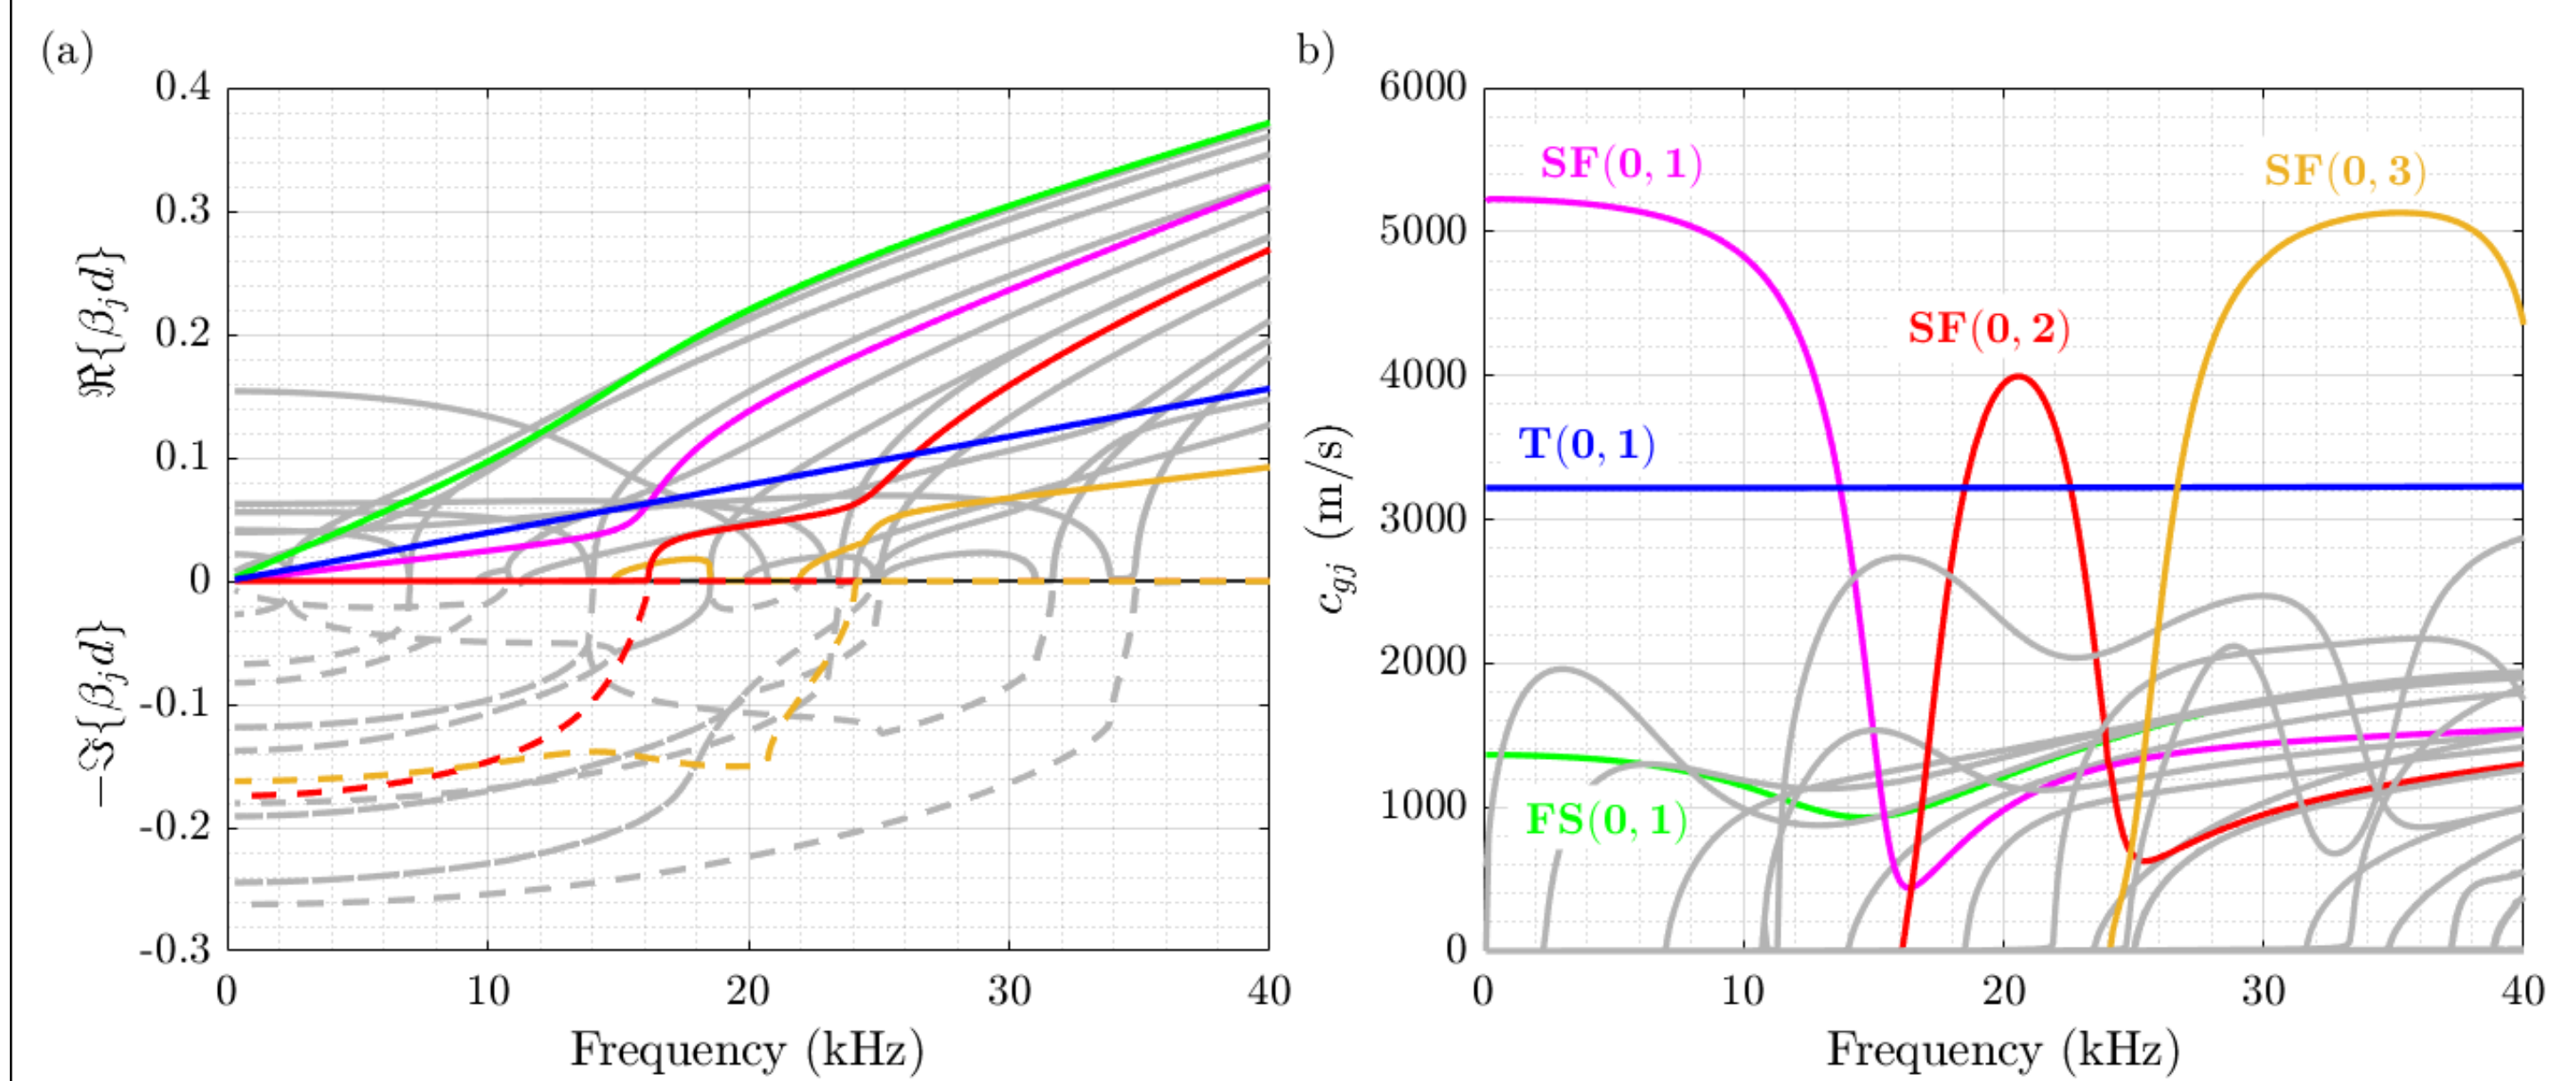 (a)
0.4
0.3
0.2
0.1
0
-0.1
-0.2
-0.3
ℜ{βⱼd}
−ℑ{βⱼd}
0 10 20 30 40
Frequency (kHz)
b)
6000
5000
4000
3000
2000
1000
0
c_gj (m/s)
SF(0, 1)
SF(0, 3)
SF(0, 2)
T(0, 1)
FS(0, 1)
0 10 20 30 40
Frequency (kHz)